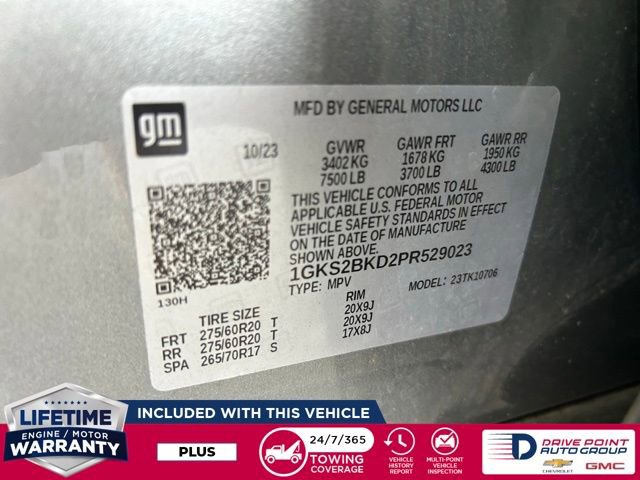 gm
MFD BY GENERAL MOTORS LLC
10/23 GVWR GAWR FRT GAWR RR
3402 KG 1678 KG 1950 KG
7500 LB 3700 LB 4300 LB
THIS VEHICLE CONFORMS TO ALL
APPLICABLE U.S. FEDERAL MOTOR
VEHICLE SAFETY STANDARDS IN EFFECT
ON THE DATE OF MANUFACTURE
SHOWN ABOVE.
1GKS2BKD2PR529023
TYPE: MPV MODEL: 23TK10706
130H
TIRE SIZE RIM
FRT 275/60R20 T 20X9J
RR 275/60R20 T 20X9J
SPA 265/70R17 S 17X8J
LIFETIME
ENGINE / MOTOR
WARRANTY
INCLUDED WITH THIS VEHICLE
PLUS
24/7/365
TOWING
COVERAGE
VEHICLE
HISTORY
REPORT
MULTI-POINT
VEHICLE
INSPECTION
D DRIVE POINT
AUTO GROUP
CHEVROLET GMC